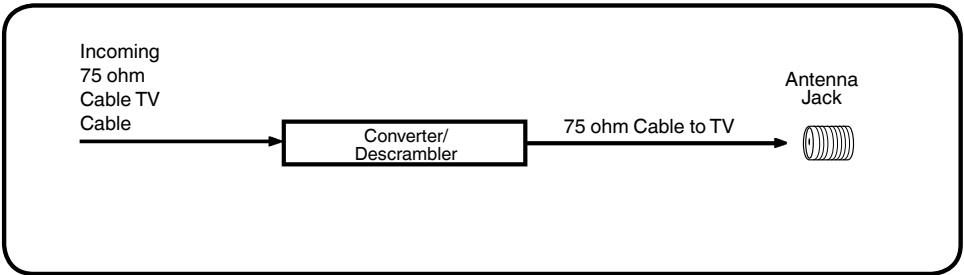 Incoming
75 ohm
Cable TV
Cable
Converter/
Descrambler
75 ohm Cable to TV
Antenna
Jack